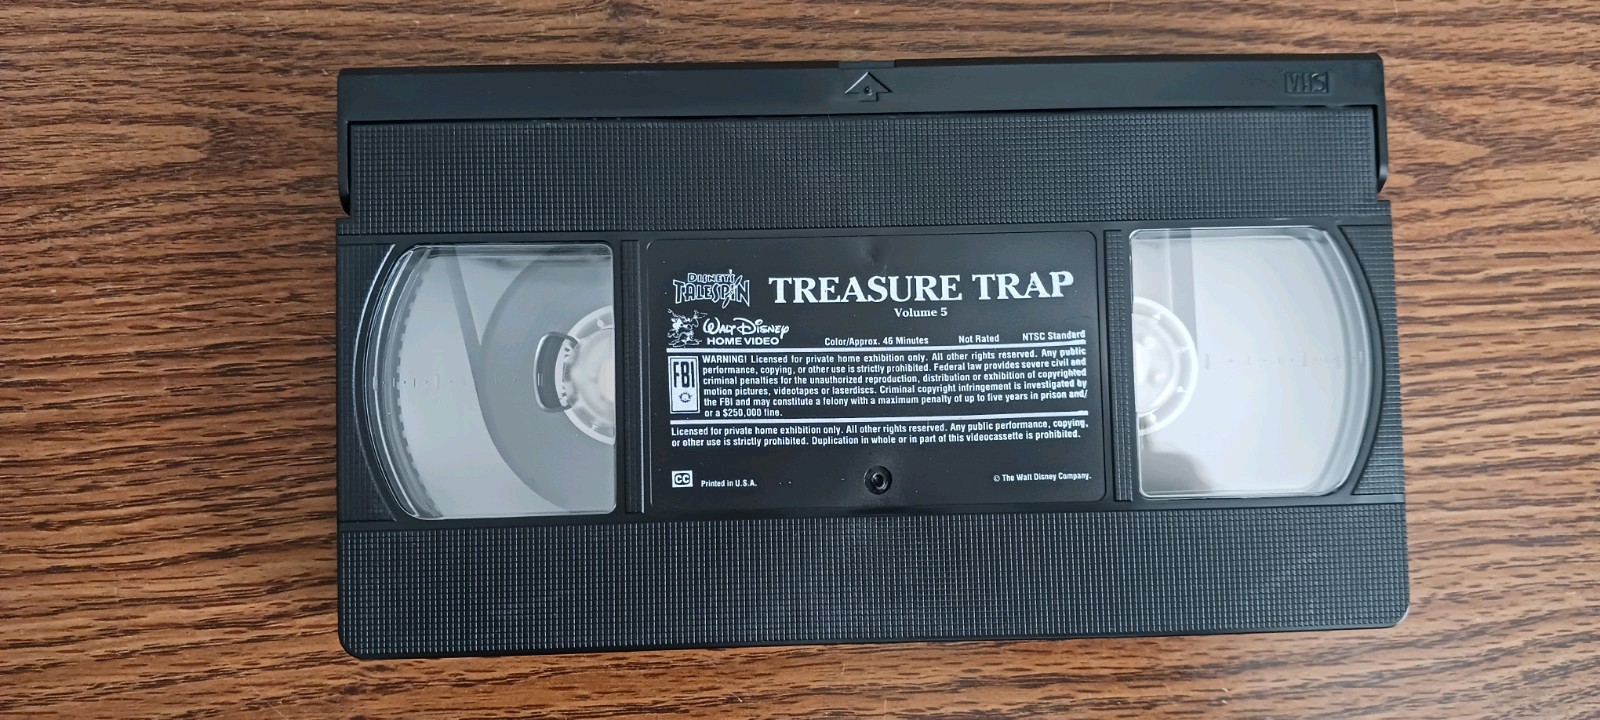 VHS
DISNEY'S
TALESPIN
TREASURE TRAP
Volume 5
WALT DISNEY
HOME VIDEO
Color/Approx. 46 Minutes Not Rated NTSC Standard
FBI
WARNING! Licensed for private home exhibition only. All other rights reserved. Any public
performance, copying, or other use is strictly prohibited. Federal law provides severe civil and
criminal penalties for the unauthorized reproduction, distribution or exhibition of copyrighted
motion pictures, videotapes or laserdiscs. Criminal copyright infringement is investigated by
the FBI and may constitute a felony with a maximum penalty of up to five years in prison and/
or a $250,000 fine.
Licensed for private home exhibition only. All other rights reserved. Any public performance, copying,
or other use is strictly prohibited. Duplication in whole or in part of this videocassette is prohibited.
CC Printed in U.S.A. © The Walt Disney Company.